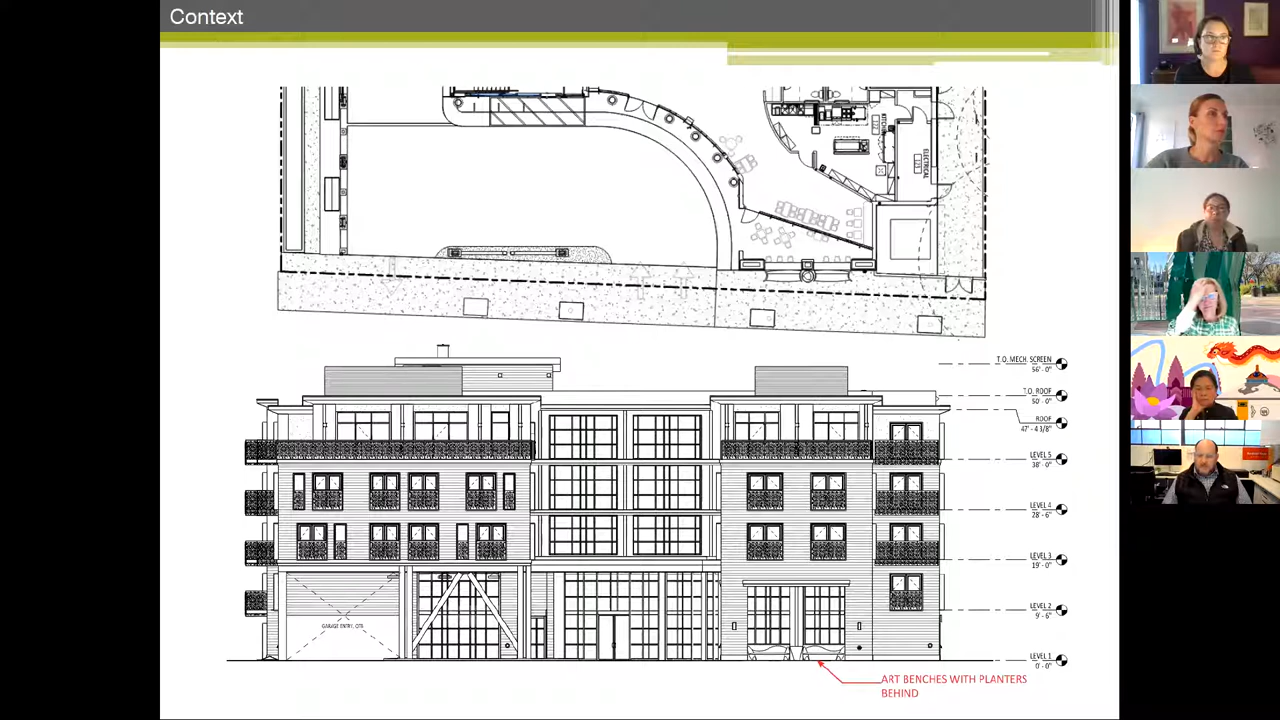 Context
ELECTRICAL
T.O. MECH. SCREEN
56' - 0"
T.O. ROOF
50' - 0"
ROOF
47' - 4 3/8"
LEVEL 5
38' - 0"
LEVEL 4
28' - 6"
LEVEL 3
19' - 0"
LEVEL 2
9' - 6"
GARAGE ENTRY, OTB
LEVEL 1
0' - 0"
ART BENCHES WITH PLANTERS
BEHIND